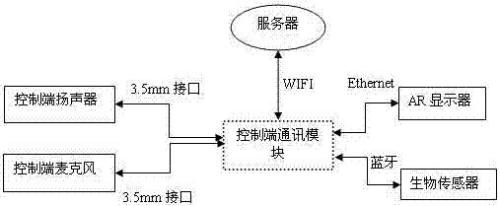 服务器
WIFI
3.5mm 接口
Ethernet
控制端扬声器
AR 显示器
控制端通讯模
块
控制端麦克风
蓝牙
生物传感器
3.5mm 接口